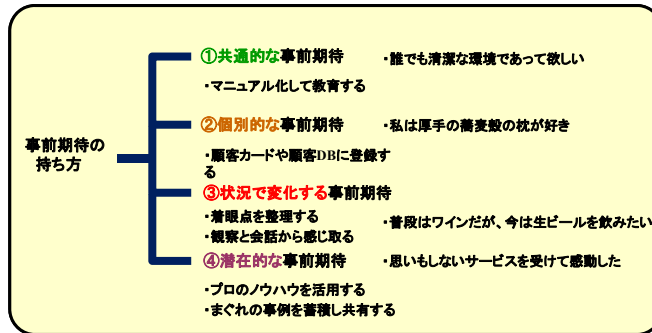 ①共通的な事前期待
・誰でも清潔な環境であって欲しい
・マニュアル化して教育する
②個別的な事前期待
・私は厚手の蕎麦殻の枕が好き
事前期待の
持ち方
・顧客カードや顧客DBに登録す
る
③状況で変化する事前期待
・着眼点を整理する
・普段はワインだが、今は生ビールを飲みたい
・観察と会話から感じ取る
④潜在的な事前期待
・思いもしないサービスを受けて感動した
・プロのノウハウを活用する
・まぐれの事例を蓄積し共有する